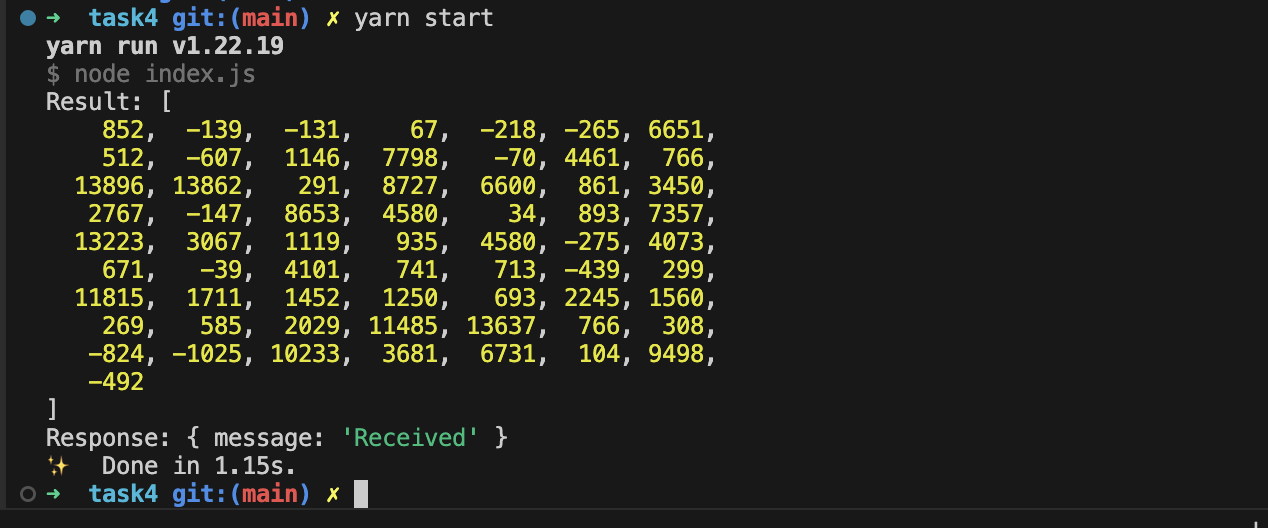 ➜ task4 git:(main) ✗ yarn start
yarn run v1.22.19
$ node index.js
Result: [
852, −139, −131, 67, −218, −265, 6651,
512, −607, 1146, 7798, −70, 4461, 766,
13896, 13862, 291, 8727, 6600, 861, 3450,
2767, −147, 8653, 4580, 34, 893, 7357,
13223, 3067, 1119, 935, 4580, −275, 4073,
671, −39, 4101, 741, 713, −439, 299,
11815, 1711, 1452, 1250, 693, 2245, 1560,
269, 585, 2029, 11485, 13637, 766, 308,
−824, −1025, 10233, 3681, 6731, 104, 9498,
−492
]
Response: { message: 'Received' }
✨ Done in 1.15s.
➜ task4 git:(main) ✗